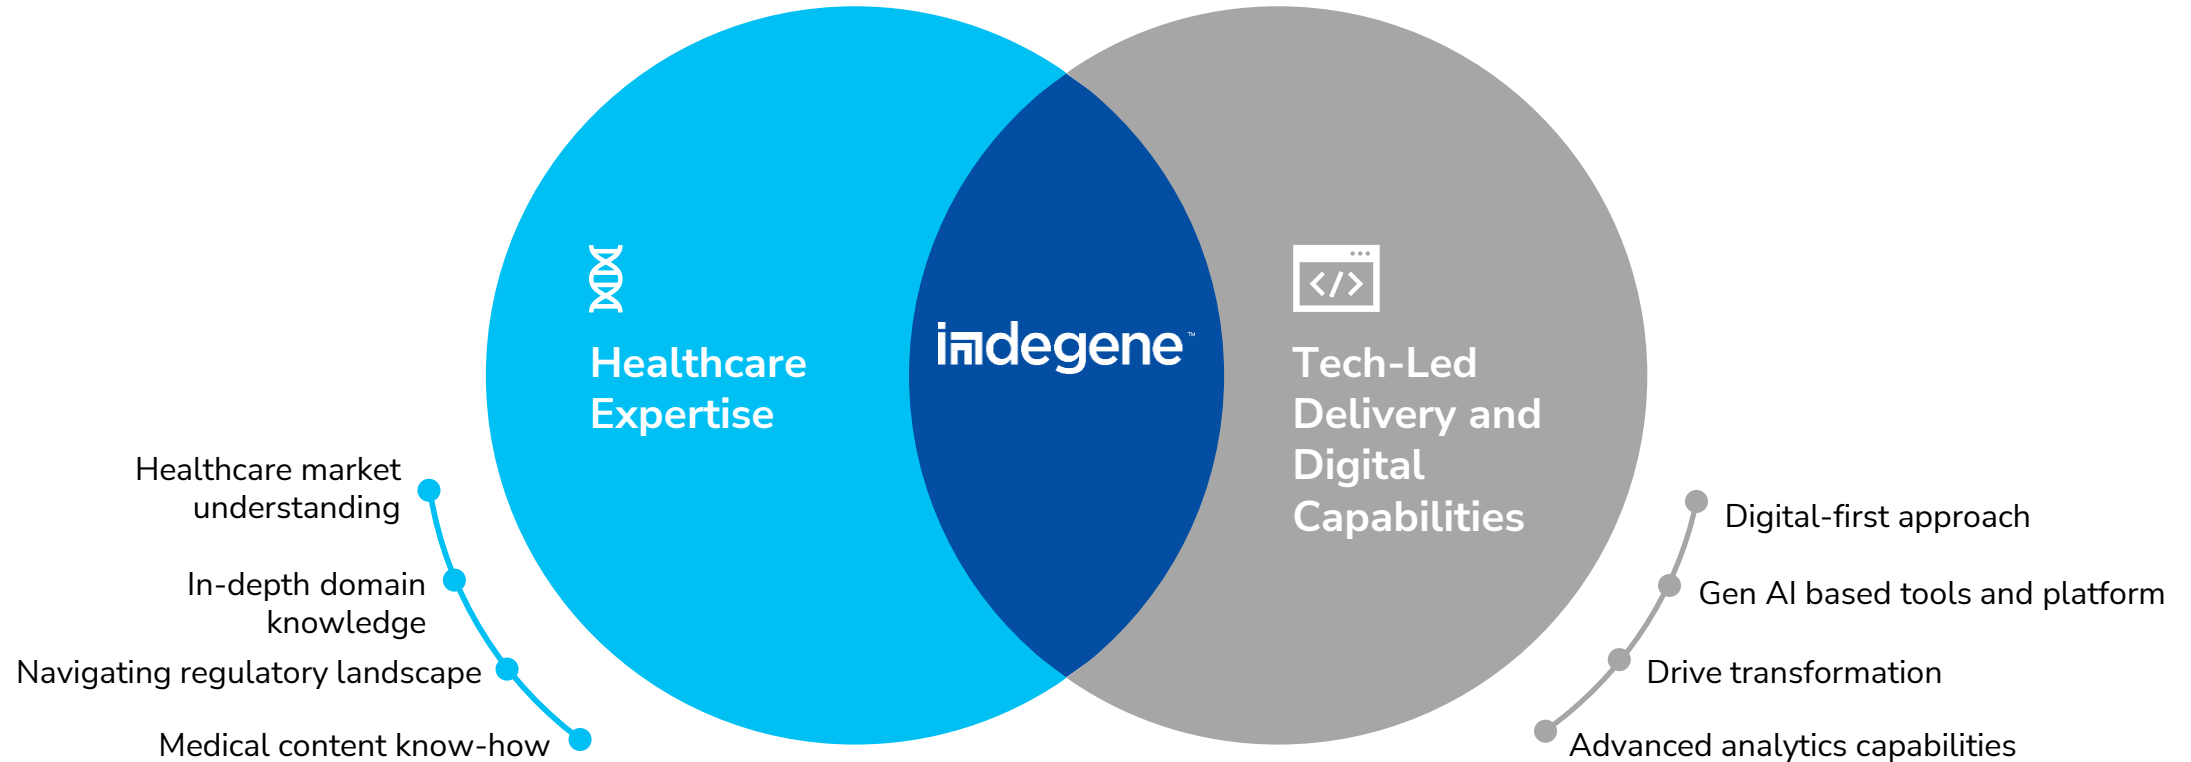 Healthcare
Expertise
indegene™
Tech-Led
Delivery and
Digital
Capabilities
Healthcare market
understanding
In-depth domain
knowledge
Navigating regulatory landscape
Medical content know-how
Digital-first approach
Gen AI based tools and platform
Drive transformation
Advanced analytics capabilities